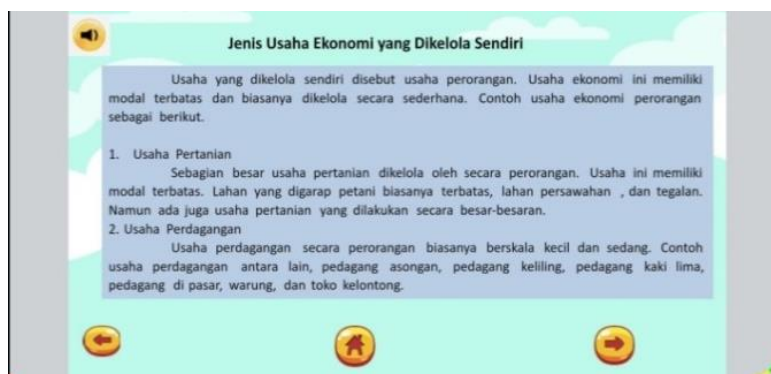 Jenis Usaha Ekonomi yang Dikelola Sendiri
Usaha yang dikelola sendiri disebut usaha perorangan. Usaha ekonomi ini memiliki
modal terbatas dan biasanya dikelola secara sederhana. Contoh usaha ekonomi perorangan
sebagai berikut.
1. Usaha Pertanian
Sebagian besar usaha pertanian dikelola oleh secara perorangan. Usaha ini memiliki
modal terbatas. Lahan yang digarap petani biasanya terbatas, lahan persawahan , dan tegalan.
Namun ada juga usaha pertanian yang dilakukan secara besar-besaran.
2. Usaha Perdagangan
Usaha perdagangan secara perorangan biasanya berskala kecil dan sedang. Contoh
usaha perdagangan antara lain, pedagang asongan, pedagang keliling, pedagang kaki lima,
pedagang di pasar, warung, dan toko kelontong.